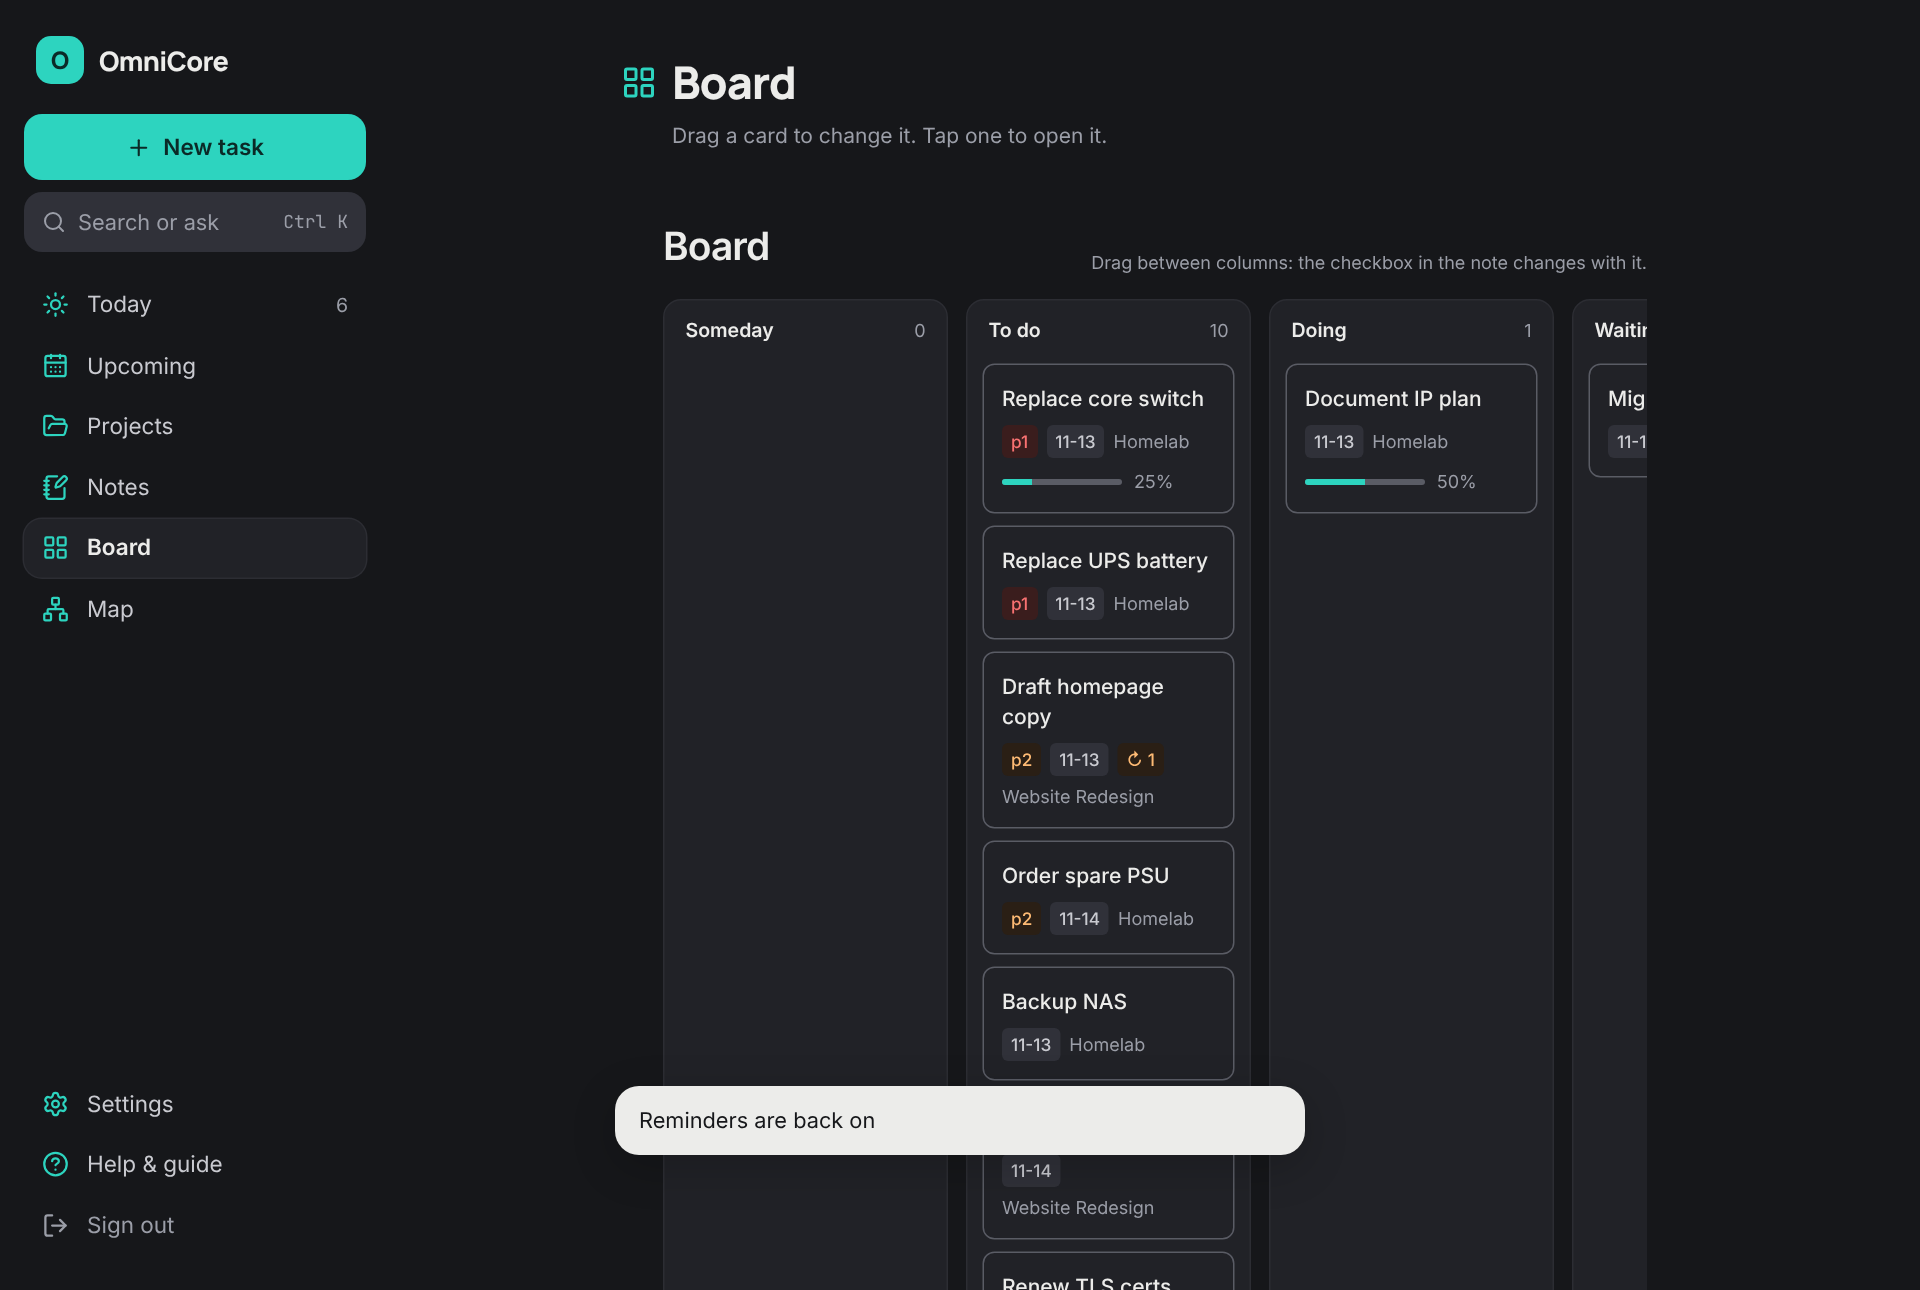 O OmniCore
+ New task
Search or ask Ctrl K
Today 6
Upcoming
Projects
Notes
Board
Map
Settings
Help & guide
Sign out
Board
Drag a card to change it. Tap one to open it.
Board
Drag between columns: the checkbox in the note changes with it.
Someday 0
To do 10
Replace core switch
p1 11-13 Homelab
25%
Replace UPS battery
p1 11-13 Homelab
Draft homepage
copy
p2 11-13 1
Website Redesign
Order spare PSU
p2 11-14 Homelab
Backup NAS
11-13 Homelab
11-14
Website Redesign
Renew TLS certs
Doing 1
Document IP plan
11-13 Homelab
50%
Reminders are back on